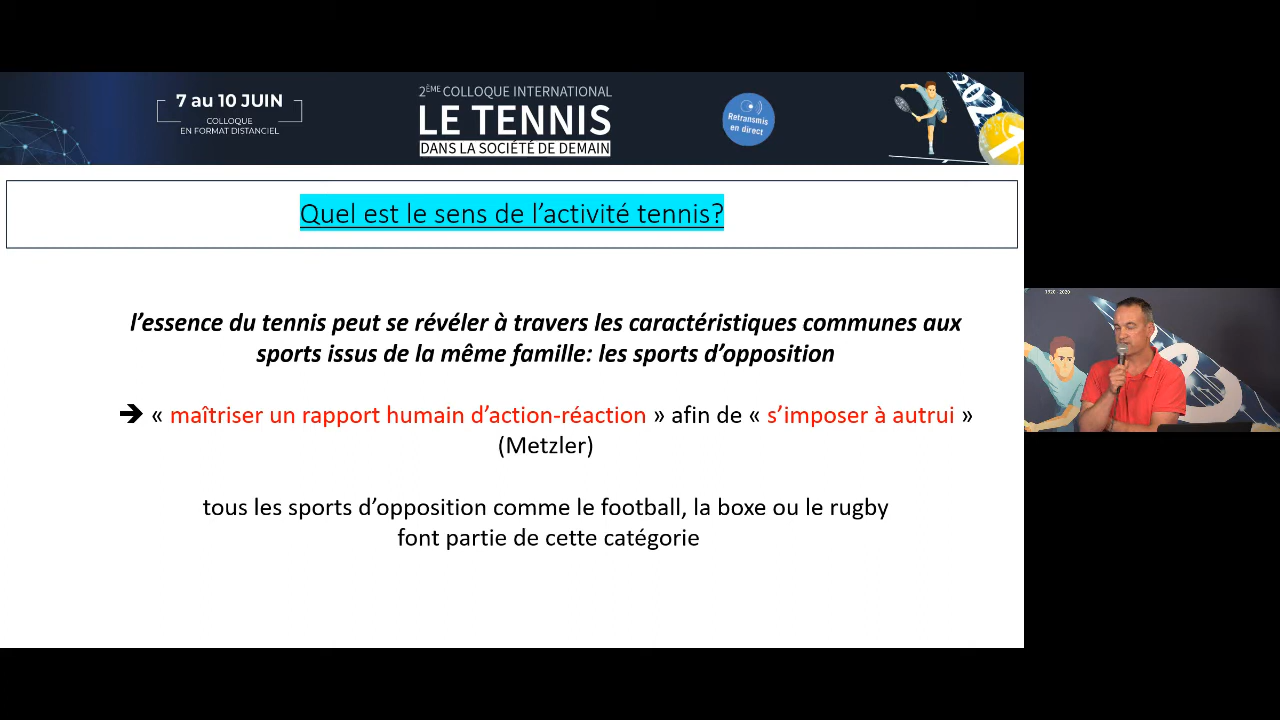 7 au 10 JUIN
COLLOQUE
EN FORMAT DISTANCIEL
2ÈME COLLOQUE INTERNATIONAL
LE TENNIS
DANS LA SOCIÉTÉ DE DEMAIN
Retransmis
en direct
202
1
Quel est le sens de l’activité tennis?
l’essence du tennis peut se révéler à travers les caractéristiques communes aux
sports issus de la même famille: les sports d’opposition
➔ « maîtriser un rapport humain d’action-réaction » afin de « s’imposer à autrui »
(Metzler)
tous les sports d’opposition comme le football, la boxe ou le rugby
font partie de cette catégorie
1920 - 2020